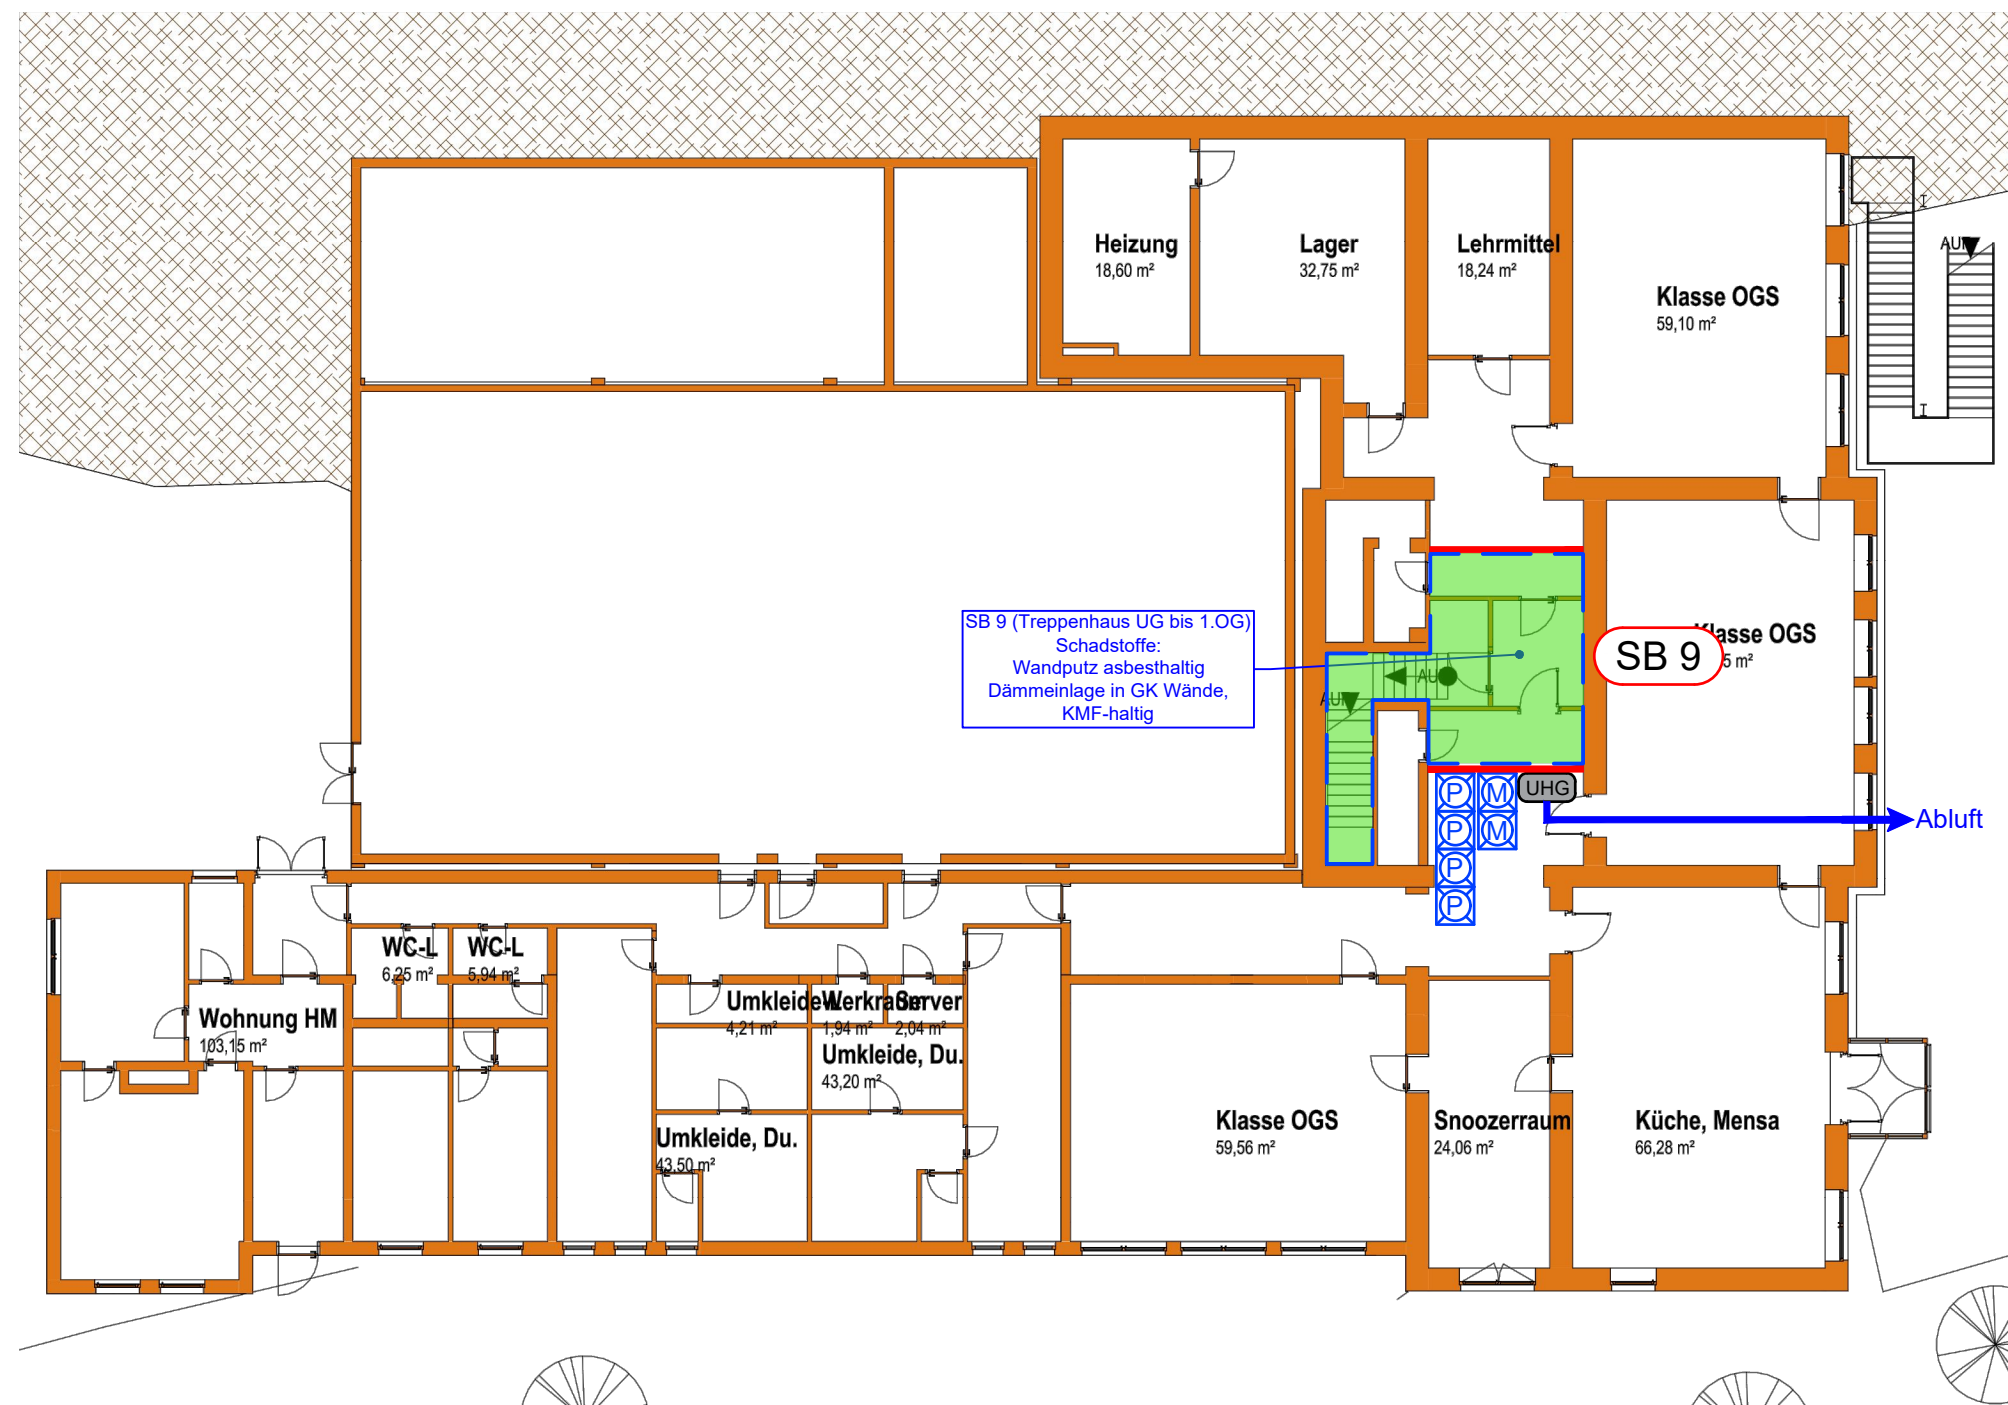 Heizung
18,60 m²
Lager
32,75 m²
Lehrmittel
18,24 m²
Klasse OGS
59,10 m²
SB 9 (Treppenhaus UG bis 1.OG)
Schadstoffe:
Wandputz asbesthaltig
Dämmeinlage in GK Wände,
KMF-haltig
SB 9
Klasse OGS
5 m²
P
M
UHG
P
M
P
P
Abluft
WC-L
6,25 m²
WC-L
5,94 m²
Wohnung HM
103,15 m²
4,21 m²
1,94 m²
Server
2,04 m²
Umkleide, Du.
43,20 m²
Umkleide, Du.
43,50 m²
Klasse OGS
59,56 m²
Snoozerraum
24,06 m²
Küche, Mensa
66,28 m²